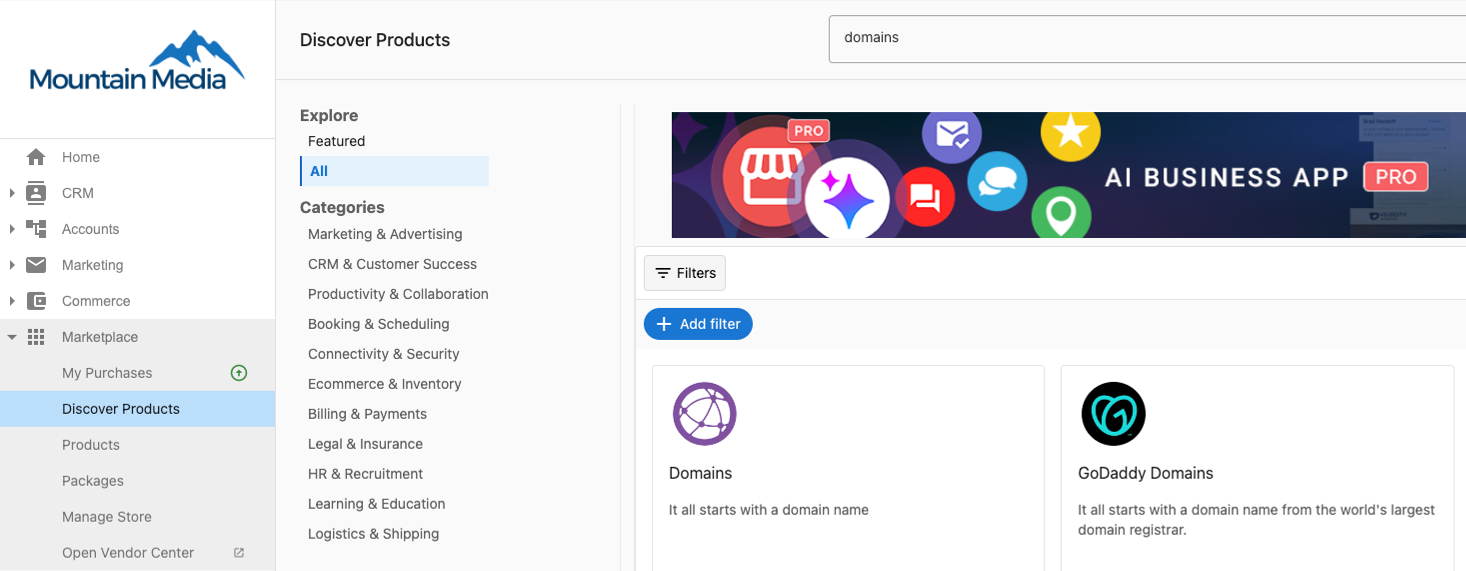 Mountain Media
Home
CRM
Accounts
Marketing
Commerce
Marketplace
My Purchases
Discover Products
Products
Packages
Manage Store
Open Vendor Center
Discover Products
domains
Explore
Featured
All
Categories
Marketing & Advertising
CRM & Customer Success
Productivity & Collaboration
Booking & Scheduling
Connectivity & Security
Ecommerce & Inventory
Billing & Payments
Legal & Insurance
HR & Recruitment
Learning & Education
Logistics & Shipping
PRO
AI BUSINESS APP PRO
Filters
Add filter
Domains
It all starts with a domain name
GoDaddy Domains
It all starts with a domain name from the world's largest
domain registrar.